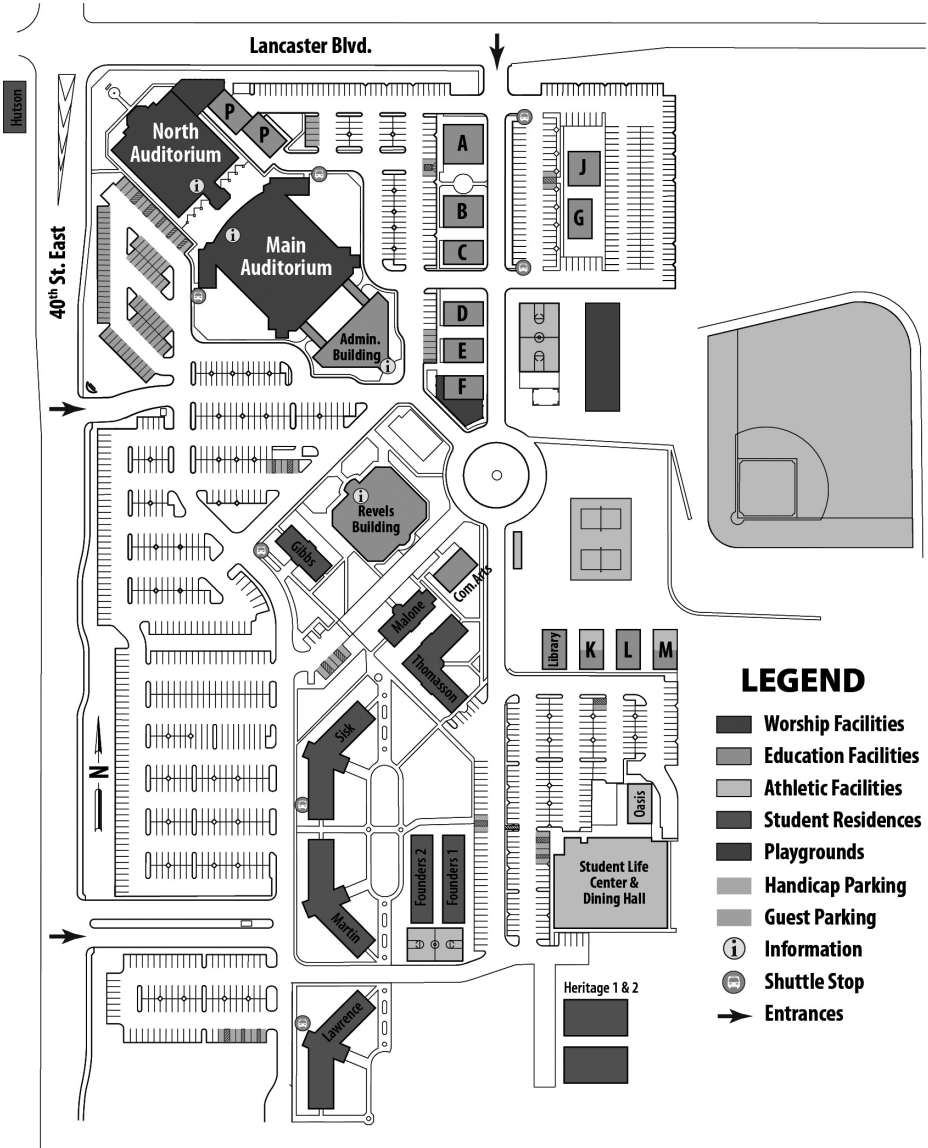 Lancaster Blvd.
Hutson
40th St. East
North
Auditorium
P
P
A
B
C
J
G
Main
Auditorium
Admin.
Building
D
E
F
Revels
Building
Gibbs
Com. Arts
Malone
Thomasson
Library
K
L
M
N
Sisk
Oasis
Student Life
Center &
Dining Hall
Founders 2
Founders 1
Martin
Lawrence
Heritage 1 & 2
LEGEND
Worship Facilities
Education Facilities
Athletic Facilities
Student Residences
Playgrounds
Handicap Parking
Guest Parking
i Information
Shuttle Stop
Entrances